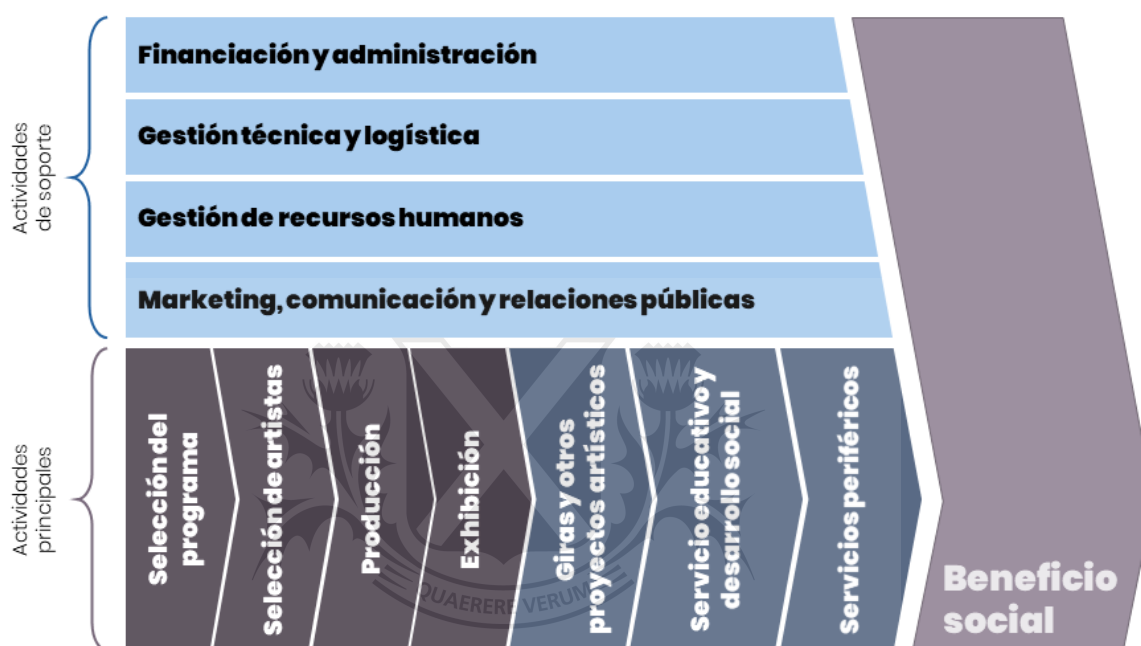 Actividades
de soporte
Financiación y administración
Gestión técnica y logística
Gestión de recursos humanos
Marketing, comunicación y relaciones públicas
Actividades
principales
Selección del
programa
Selección de artistas
Producción
Exhibición
Giras y otros
proyectos artísticos
Servicio educativo y
desarrollo social
Servicios periféricos
Beneficio
social
QUAERERE VERUM